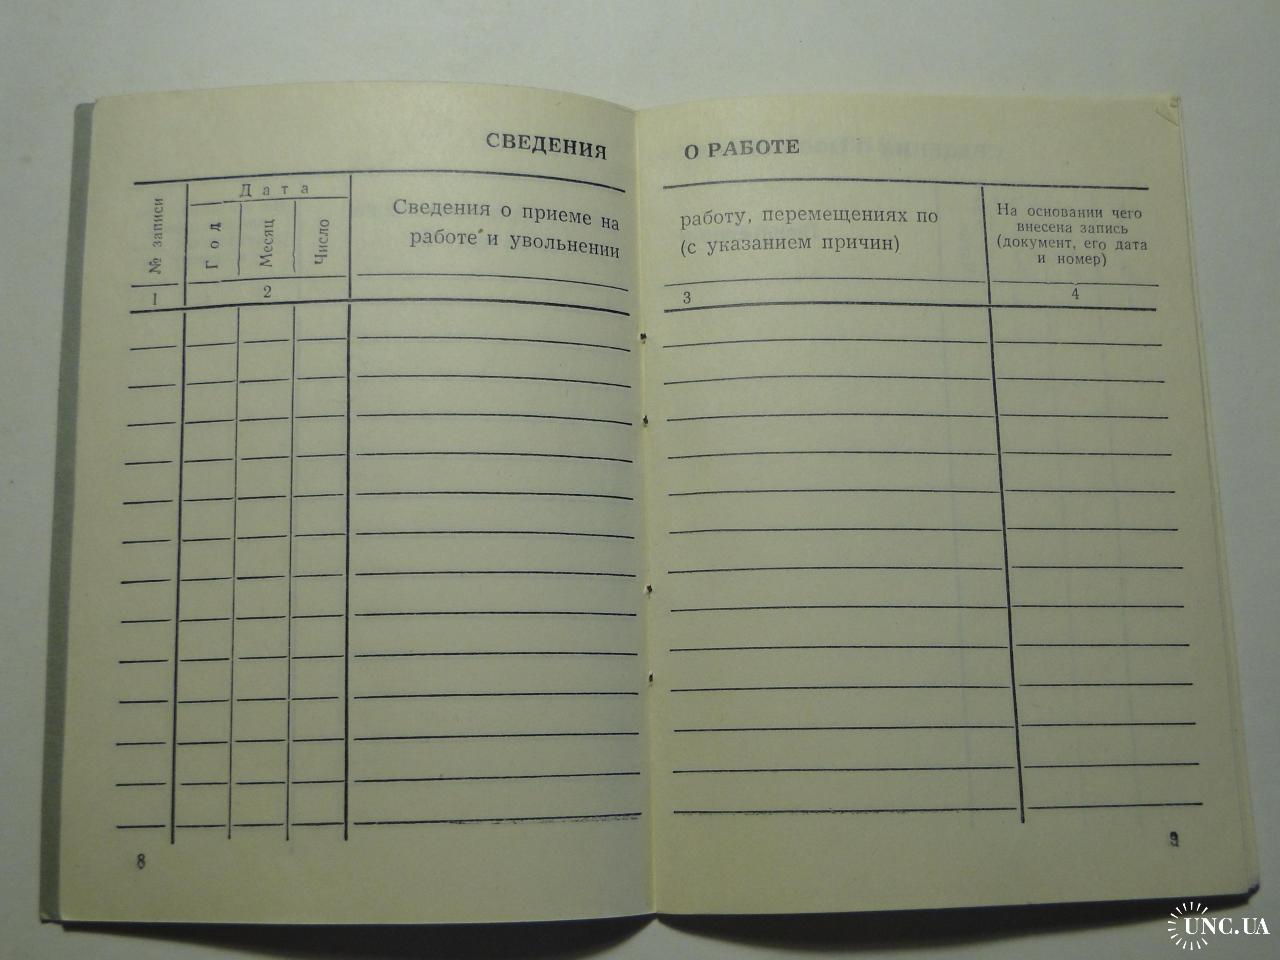 СВЕДЕНИЯ
№ записи
Дата
Год
Месяц
Число
Сведения о приеме на
работе и увольнении
1
2
8
О РАБОТЕ
работу, перемещениях по
(с указанием причин)
На основании чего
внесена запись
(документ, его дата
и номер)
3
4
9
UNC.UA